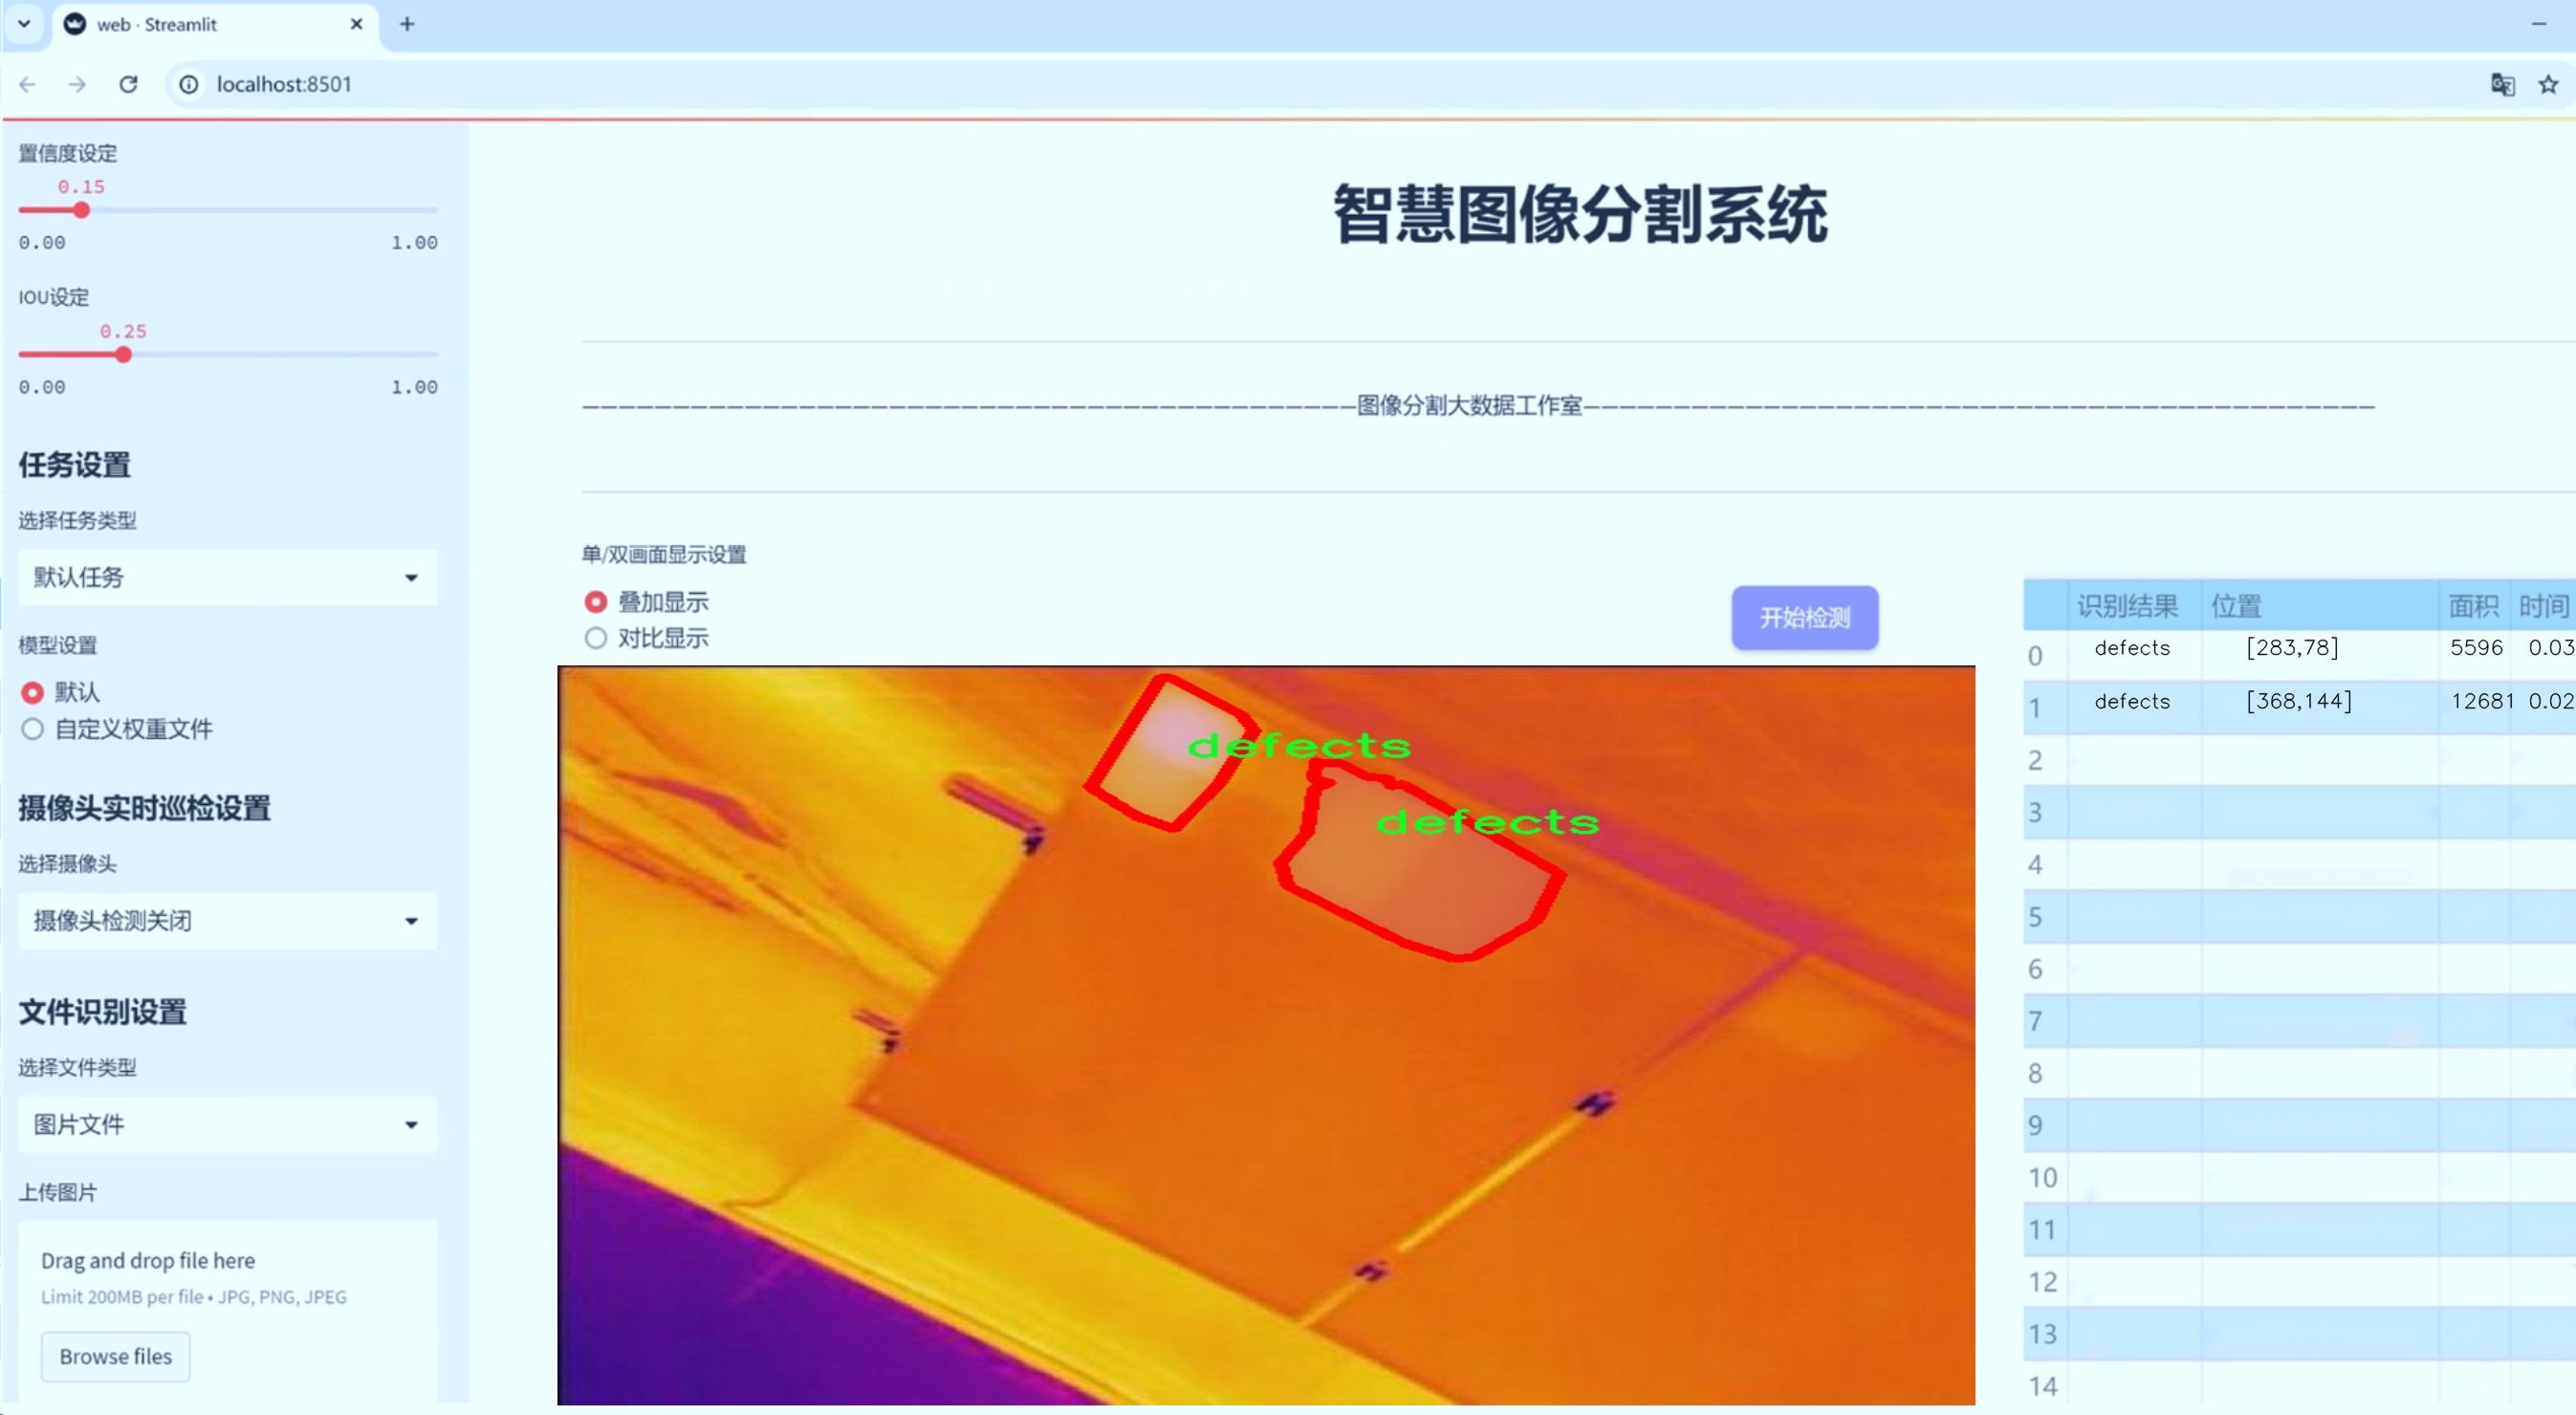 web · Streamlit
localhost:8501
置信度设定
0.15
0.00 1.00
IOU设定
0.25
0.00 1.00
任务设置
选择任务类型
默认任务
模型设置
默认
自定义权重文件
摄像头实时巡检设置
选择摄像头
摄像头检测关闭
文件识别设置
选择文件类型
图片文件
上传图片
Drag and drop file here
Limit 200MB per file • JPG, PNG, JPEG
Browse files
智慧图像分割系统
图像分割大数据工作室
单/双画面显示设置
叠加显示
对比显示
开始检测
defects
defects
识别结果 位置 面积 时间
0 defects [283,78] 5596 0.03
1 defects [368,144] 12681 0.02
2
3
4
5
6
7
8
9
10
11
12
13
14